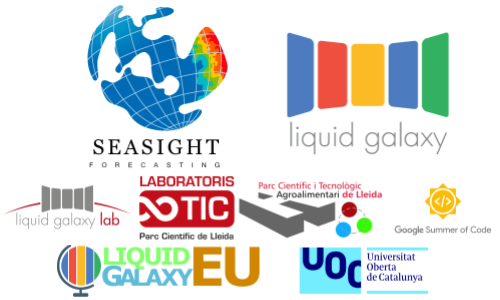 SEASIGHT
FORECASTING
liquid galaxy
liquid galaxy lab
LABORATORIS
TIC
Parc Científic de Lleida
Parc Científic i Tecnològic
Agroalimentari de Lleida
Google Summer of Code
LIQUID
GALAXY
EU
UOC
Universitat
Oberta
de Catalunya